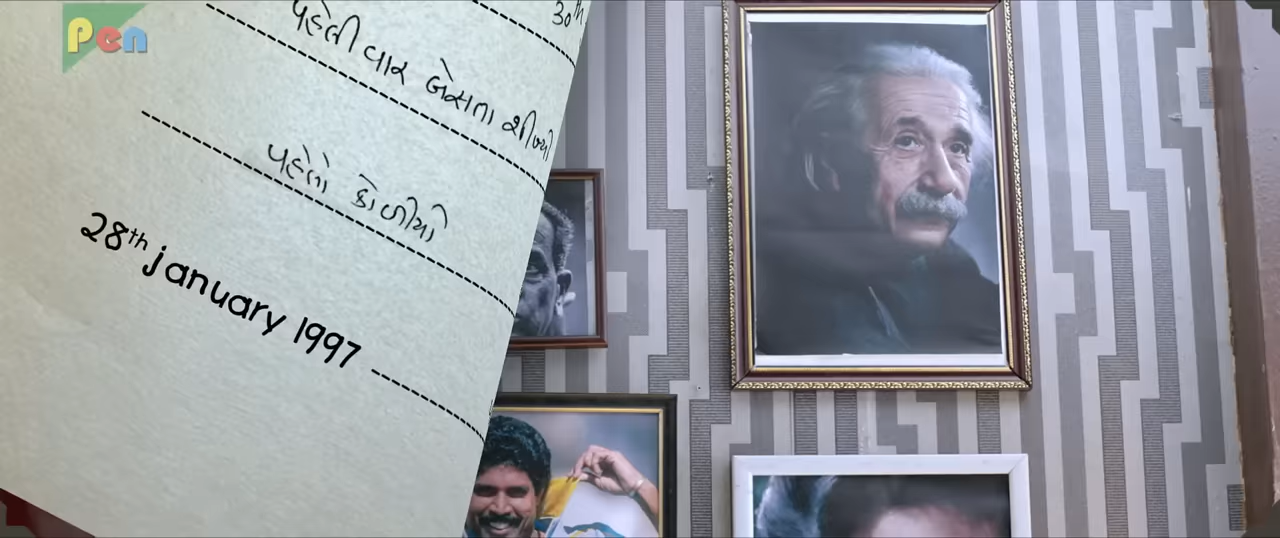 Pen
30th
પહેલી વાર બેસતા શીખ્યો
પહેલો કોળીયો
28th january 1997